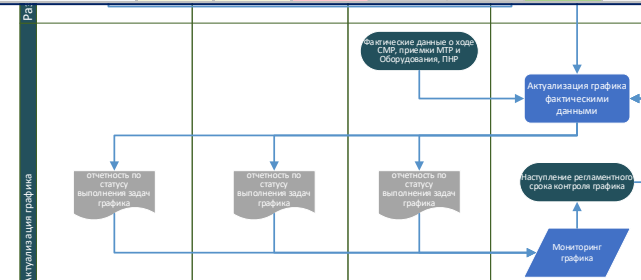 Раз
Фактические данные о ходе
СМР, приемки МТР и
Оборудования, ПНР
Актуализация графика
фактическими
данными
Актуализация графика
отчетность по
статусу
выполнения задач
графика
отчетность по
статусу
выполнения задач
графика
отчетность по
статусу
выполнения задач
графика
Наступление регламентного
срока контроля графика
Мониторинг
графика